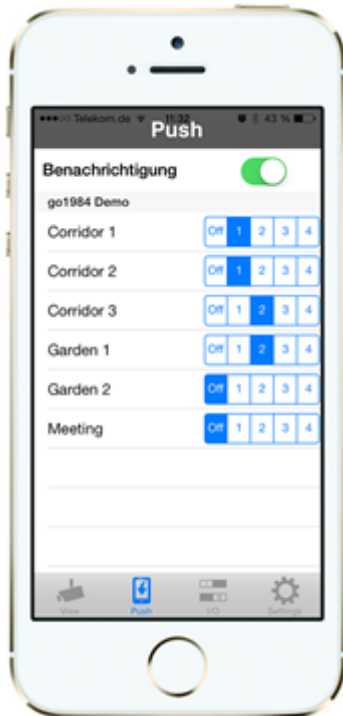 Telekom.de 11:32 43 %
Push
Benachrichtigung
go1984 Demo
Corridor 1 Off 1 2 3 4
Corridor 2 Off 1 2 3 4
Corridor 3 Off 1 2 3 4
Garden 1 Off 1 2 3 4
Garden 2 Off 1 2 3 4
Meeting Off 1 2 3 4
View Push I/O Settings